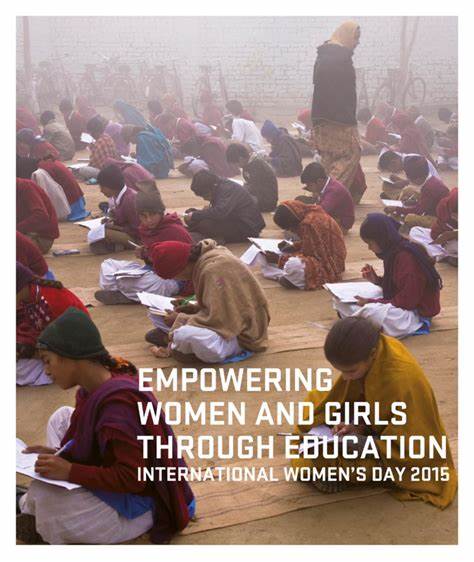 EMPOWERING
WOMEN AND GIRLS
THROUGH EDUCATION
INTERNATIONAL WOMEN'S DAY 2015